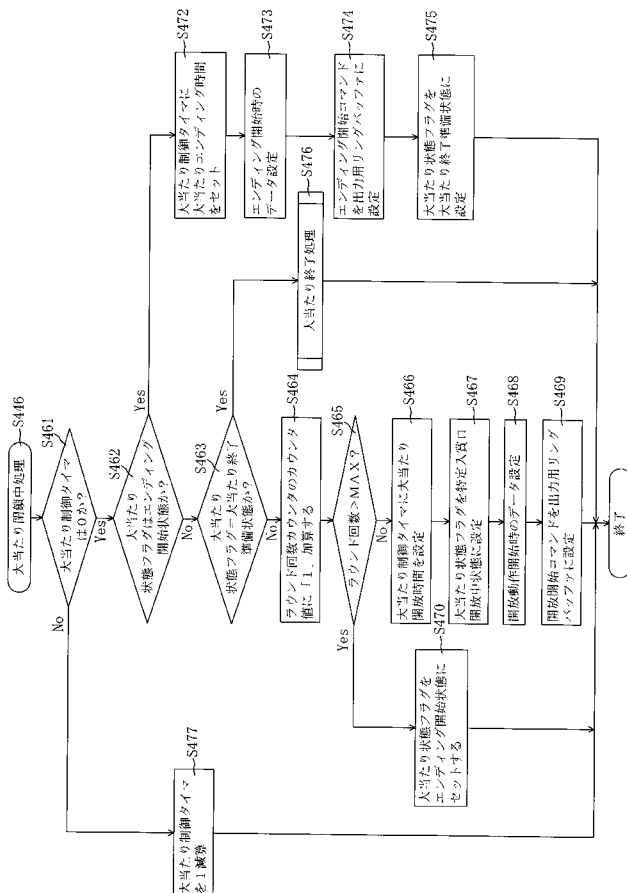 大当たり閉鎖中処理
S446
大当たり制御タイマ
は0か?
S461
Yes
No
大当たり
状態フラグはエンディング
開始状態か?
S462
Yes
No
大当たり
状態フラグ=大当たり終了
準備状態か?
S463
Yes
No
ラウンド回数カウンタのカウンタ
値に「1」加算する
S464
ラウンド回数>MAX?
S465
Yes
No
大当たり制御タイマに大当たり
開放時間を設定
S466
大当たり状態フラグを特定入賞口
開放中状態に設定
S467
開放動作開始時のデータ設定
S468
開放開始コマンドを出力用リング
バッファに設定
S469
大当たり状態フラグを
エンディング開始状態に
セットする
S470
大当たり制御タイマに
大当たりエンディング時間
をセット
S472
エンディング開始時の
データ設定
S473
エンディング開始コマンド
を出力用リングバッファに
設定
S474
大当たり状態フラグを
大当たり終了準備状態に
設定
S475
大当たり終了処理
S476
大当たり制御タイマ
を1減算
S477
終了